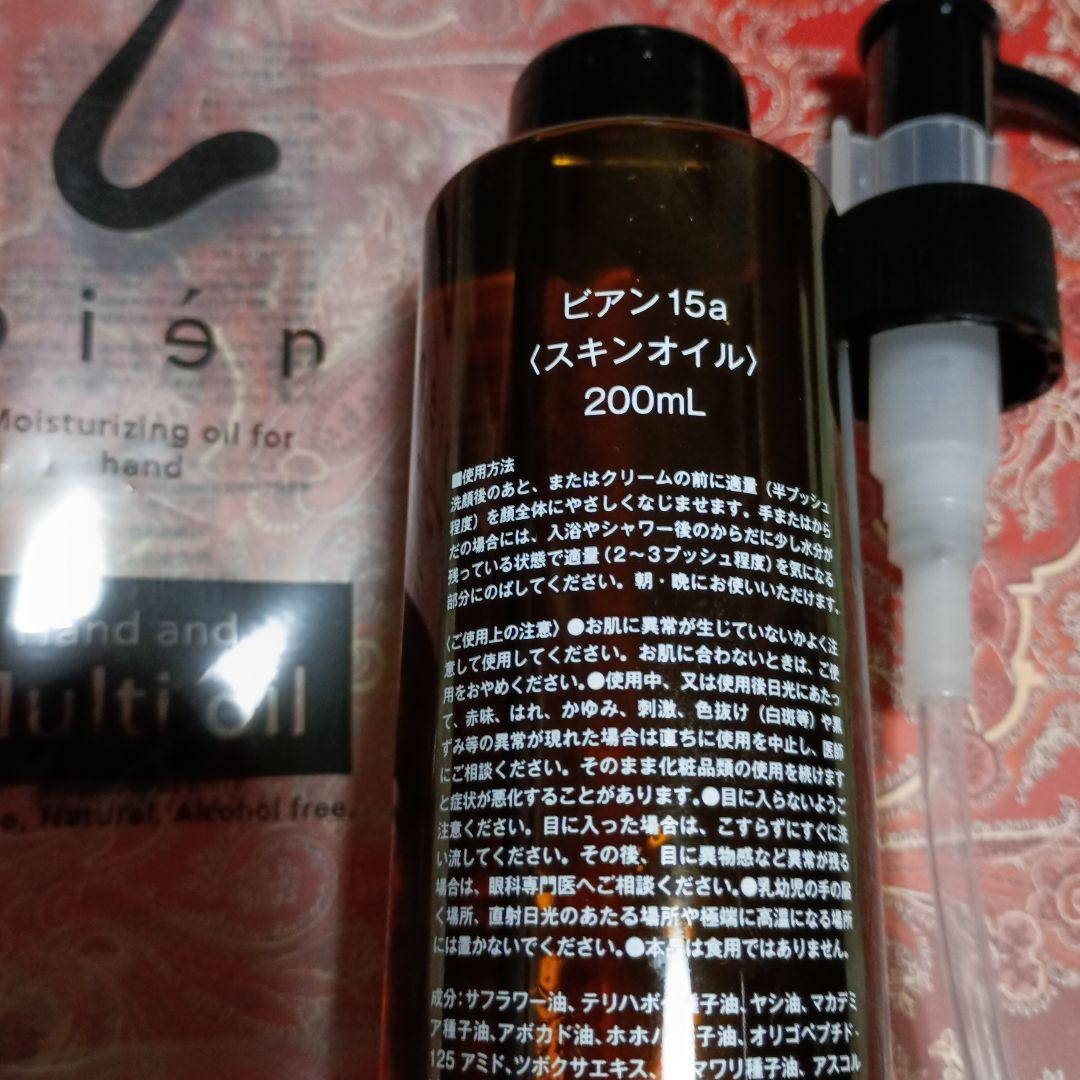 bién
Moisturizing oil for
hand
Hand and
Multi oil
Natural, Alcohol free.
ビアン15a
〈スキンオイル〉
200mL
■使用方法
洗顔後のあと、またはクリームの前に適量（半プッシュ
程度）を顔全体にやさしくなじませます。手またはから
だの場合には、入浴やシャワー後のからだに少し水分が
残っている状態で適量（2〜3プッシュ程度）を気になる
部分にのばしてください。朝・晩にお使いいただけます。
〈ご使用上の注意〉●お肌に異常が生じていないかよく注
意して使用してください。お肌に合わないときは、ご使
用をおやめください。●使用中、又は使用後日光にあたっ
て、赤味、はれ、かゆみ、刺激、色抜け（白斑等）や黒
ずみ等の異常が現れた場合は直ちに使用を中止し、医師
にご相談ください。そのまま化粧品類の使用を続けます
と症状が悪化することがあります。●目に入らないようご
注意ください。目に入った場合は、こすらずにすぐに洗
い流してください。その後、目に異物感など異常が残る
場合は、眼科専門医へご相談ください。●乳幼児の手の届
く場所、直射日光のあたる場所や極端に高温になる場所
には置かないでください。●本品は食用ではありません。
成分：サフラワー油、テリハボ種子油、ヤシ油、マカデミ
ア種子油、アボカド油、ホホバ種子油、オリゴペプチド-
125 アミド、ツボクサエキス、ヒマワリ種子油、アスコル